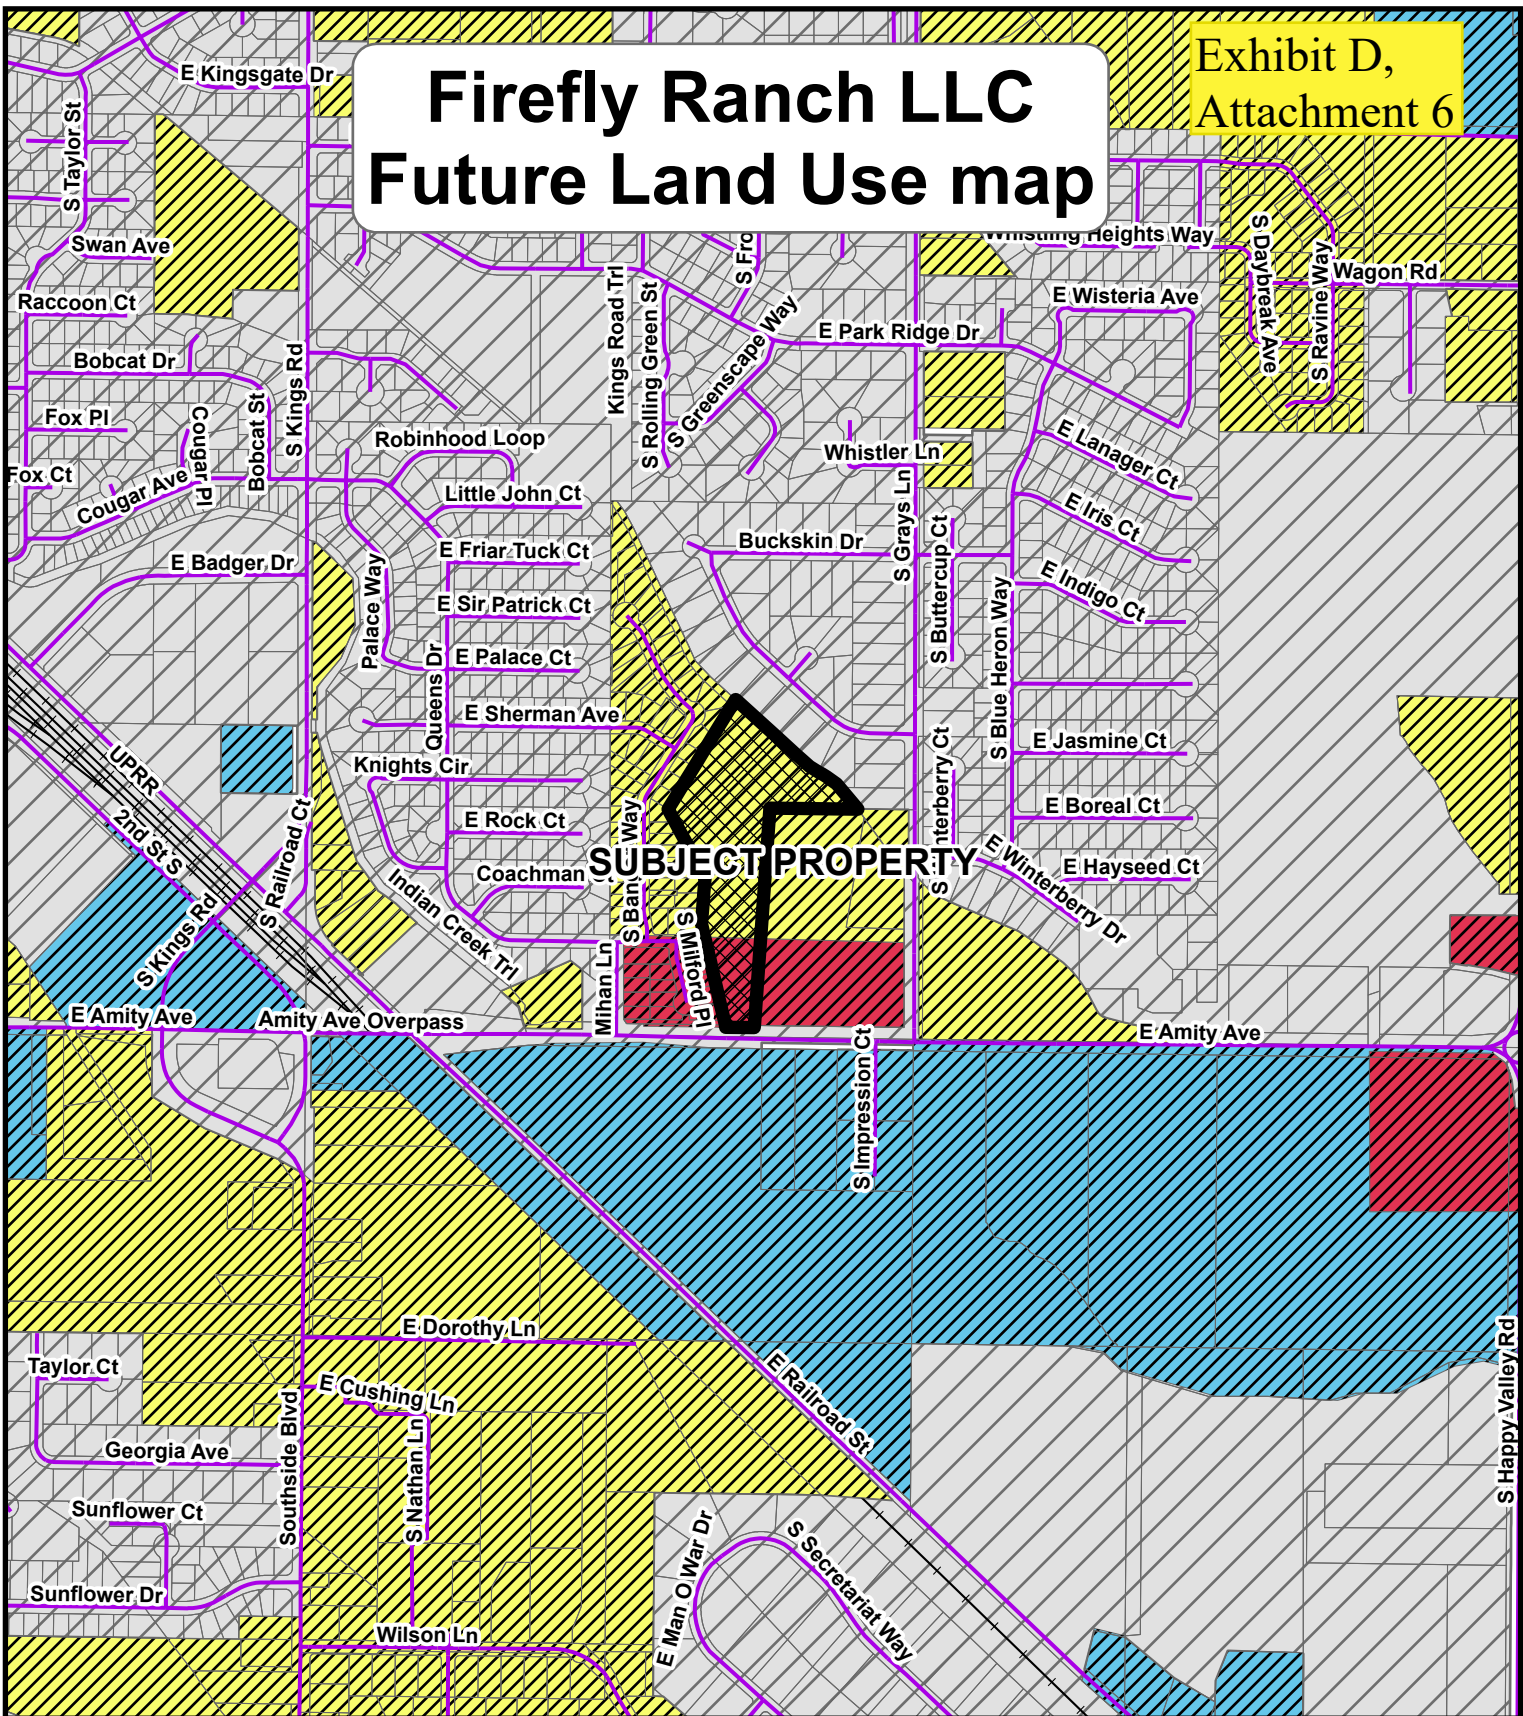 Exhibit D,
Attachment 6
Firefly Ranch LLC
Future Land Use map
E Kingsgate Dr
S Taylor St
Swan Ave
Raccoon Ct
Bobcat Dr
Fox Pl
Fox Ct
Cougar Ave
Cougar Pl
Bobcat St
S Kings Rd
E Badger Dr
Robinhood Loop
Little John Ct
E Friar Tuck Ct
E Sir Patrick Ct
E Palace Ct
Palace Way
Queens Dr
E Sherman Ave
Knights Cir
E Rock Ct
Coachman
Indian Creek Trl
Kings Road Trl
S Rolling Green St
S Greenscape Way
S Fro
E Park Ridge Dr
Whistler Ln
S Grays Ln
Buckskin Dr
Whistling Heights Way
S Daybreak Ave
S Ravine Way
Wagon Rd
E Wisteria Ave
E Lanager Ct
E Iris Ct
E Indigo Ct
S Buttercup Ct
S Blue Heron Way
E Jasmine Ct
E Boreal Ct
E Hayseed Ct
E Winterberry Dr
S Winterberry Ct
SUBJECT PROPERTY
S Ban
Way
S Milford Pl
Mihan Ln
UPRR
2nd St S
S Railroad Ct
S Kings Rd
E Amity Ave
Amity Ave Overpass
E Amity Ave
S Impression Ct
E Dorothy Ln
Taylor Ct
E Cushing Ln
Georgia Ave
Southside Blvd
S Nathan Ln
Sunflower Ct
Sunflower Dr
Wilson Ln
E Railroad St
E Man O War Dr
S Secretariat Way
S Happy Valley Rd